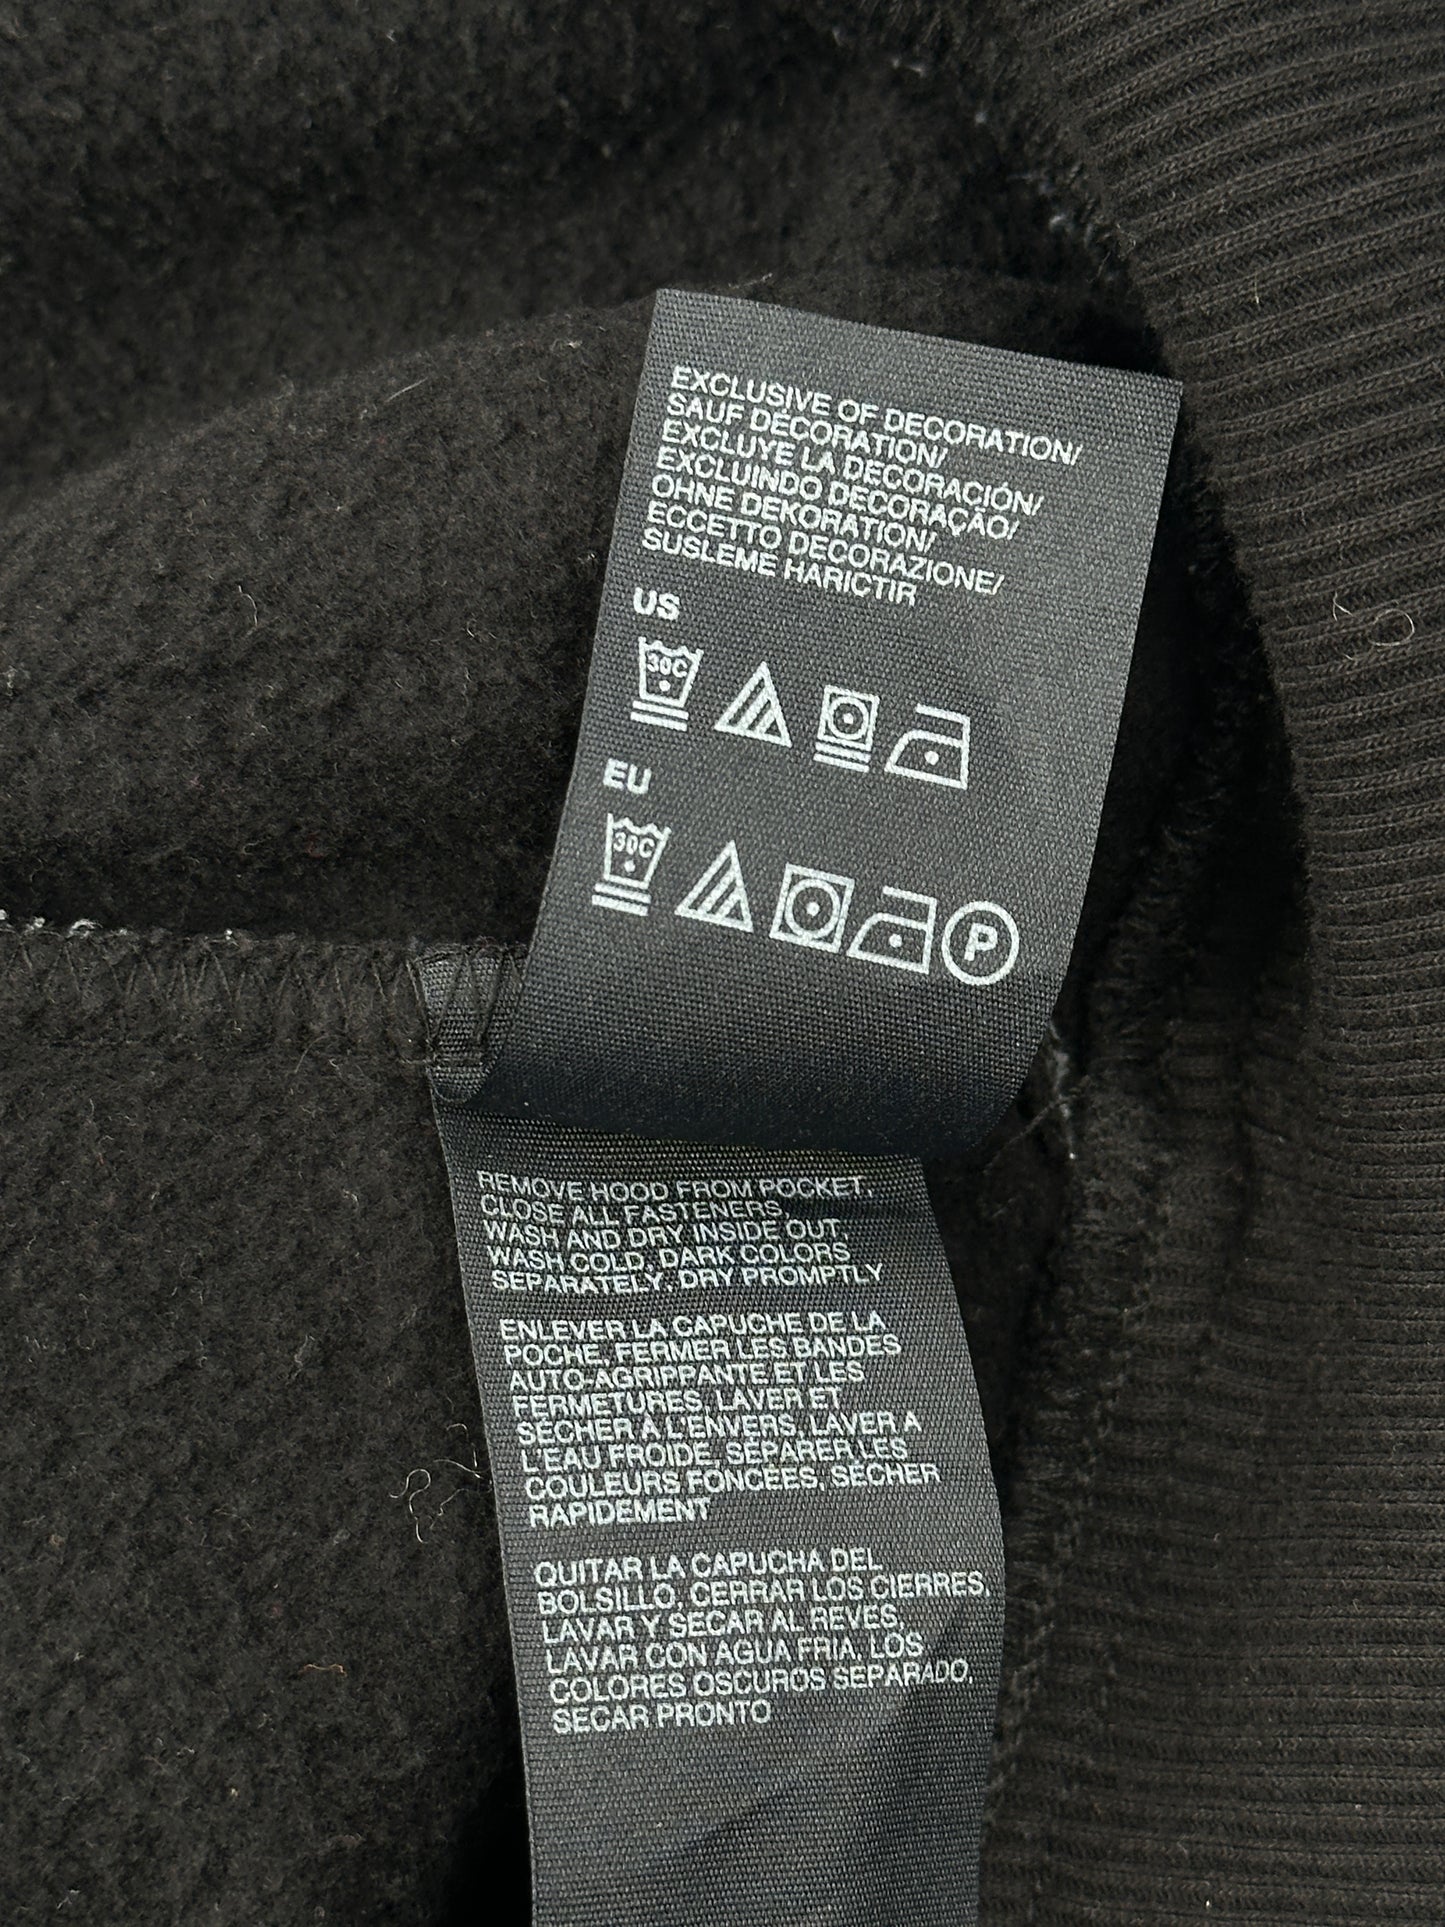 EXCLUSIVE OF DECORATION/
SAUF DÉCORATION/
EXCLUYE LA DECORACIÓN/
EXCLUINDO DECORAÇÃO/
OHNE DEKORATION/
ECCETTO DECORAZIONE/
SÜSLEME HARİÇTİR
US
30C
EU
30C
P
REMOVE HOOD FROM POCKET,
CLOSE ALL FASTENERS,
WASH AND DRY INSIDE OUT,
WASH COLD, DARK COLORS
SEPARATELY, DRY PROMPTLY
ENLEVER LA CAPUCHE DE LA
POCHE, FERMER LES BANDES
AUTO-AGRIPPANTE ET LES
FERMETURES, LAVER ET
SÉCHER À L'ENVERS, LAVER A
L'EAU FROIDE, SÉPARER LES
COULEURS FONCÉES, SÉCHER
RAPIDEMENT
QUITAR LA CAPUCHA DEL
BOLSILLO, CERRAR LOS CIERRES,
LAVAR Y SECAR AL REVÉS,
LAVAR CON AGUA FRIA, LOS
COLORES OSCUROS SEPARADO,
SECAR PRONTO